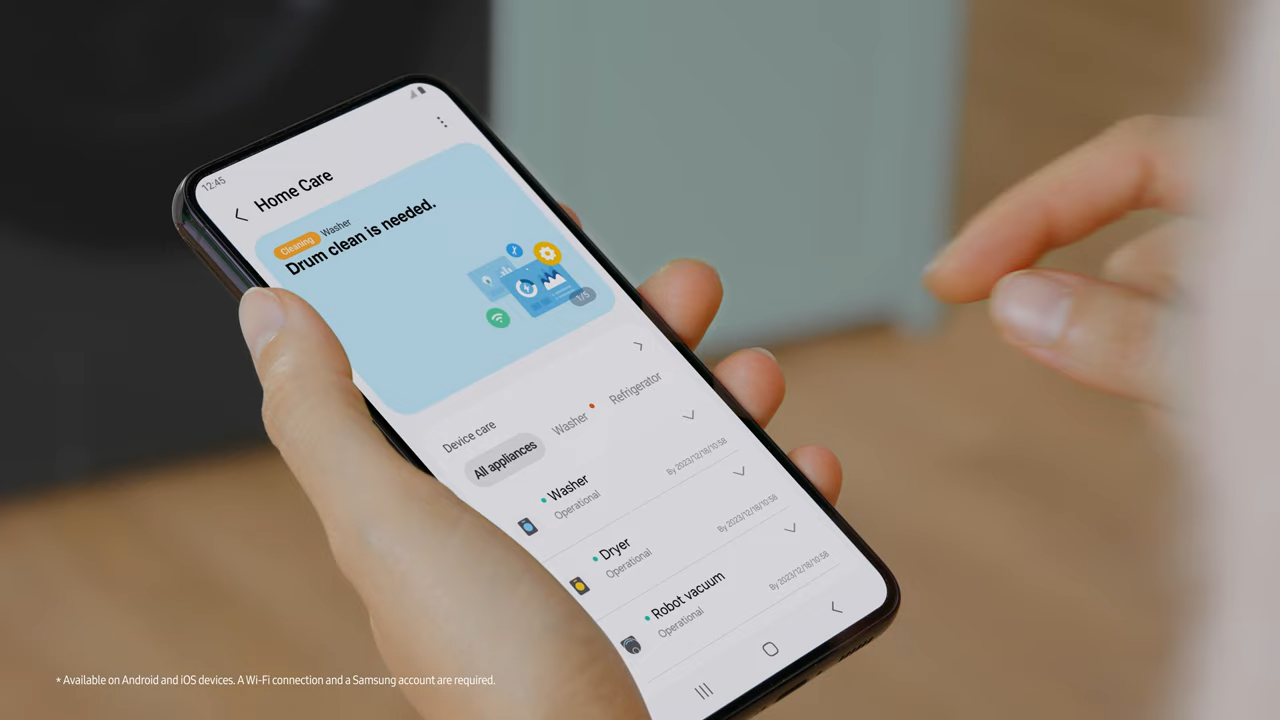 12:45
Home Care
Cleaning Washer
Drum clean is needed.
1/5
Device care
All appliances Washer Refrigerator
Washer
Operational
By 2023/12/18/10:58
Dryer
Operational
By 2023/12/18/10:58
Robot vacuum
Operational
By 2023/12/18/10:58
* Available on Android and iOS devices. A Wi-Fi connection and a Samsung account are required.